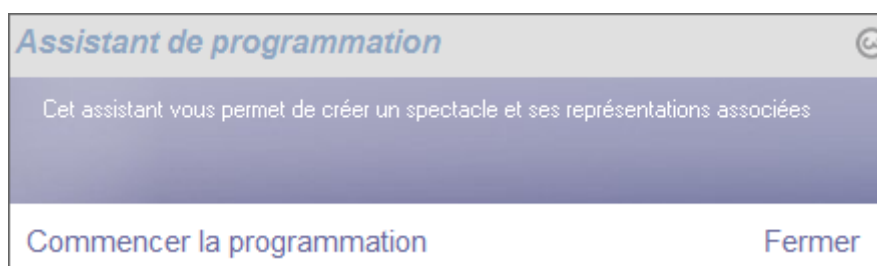 Assistant de programmation
Cet assistant vous permet de créer un spectacle et ses représentations associées
Commencer la programmation
Fermer